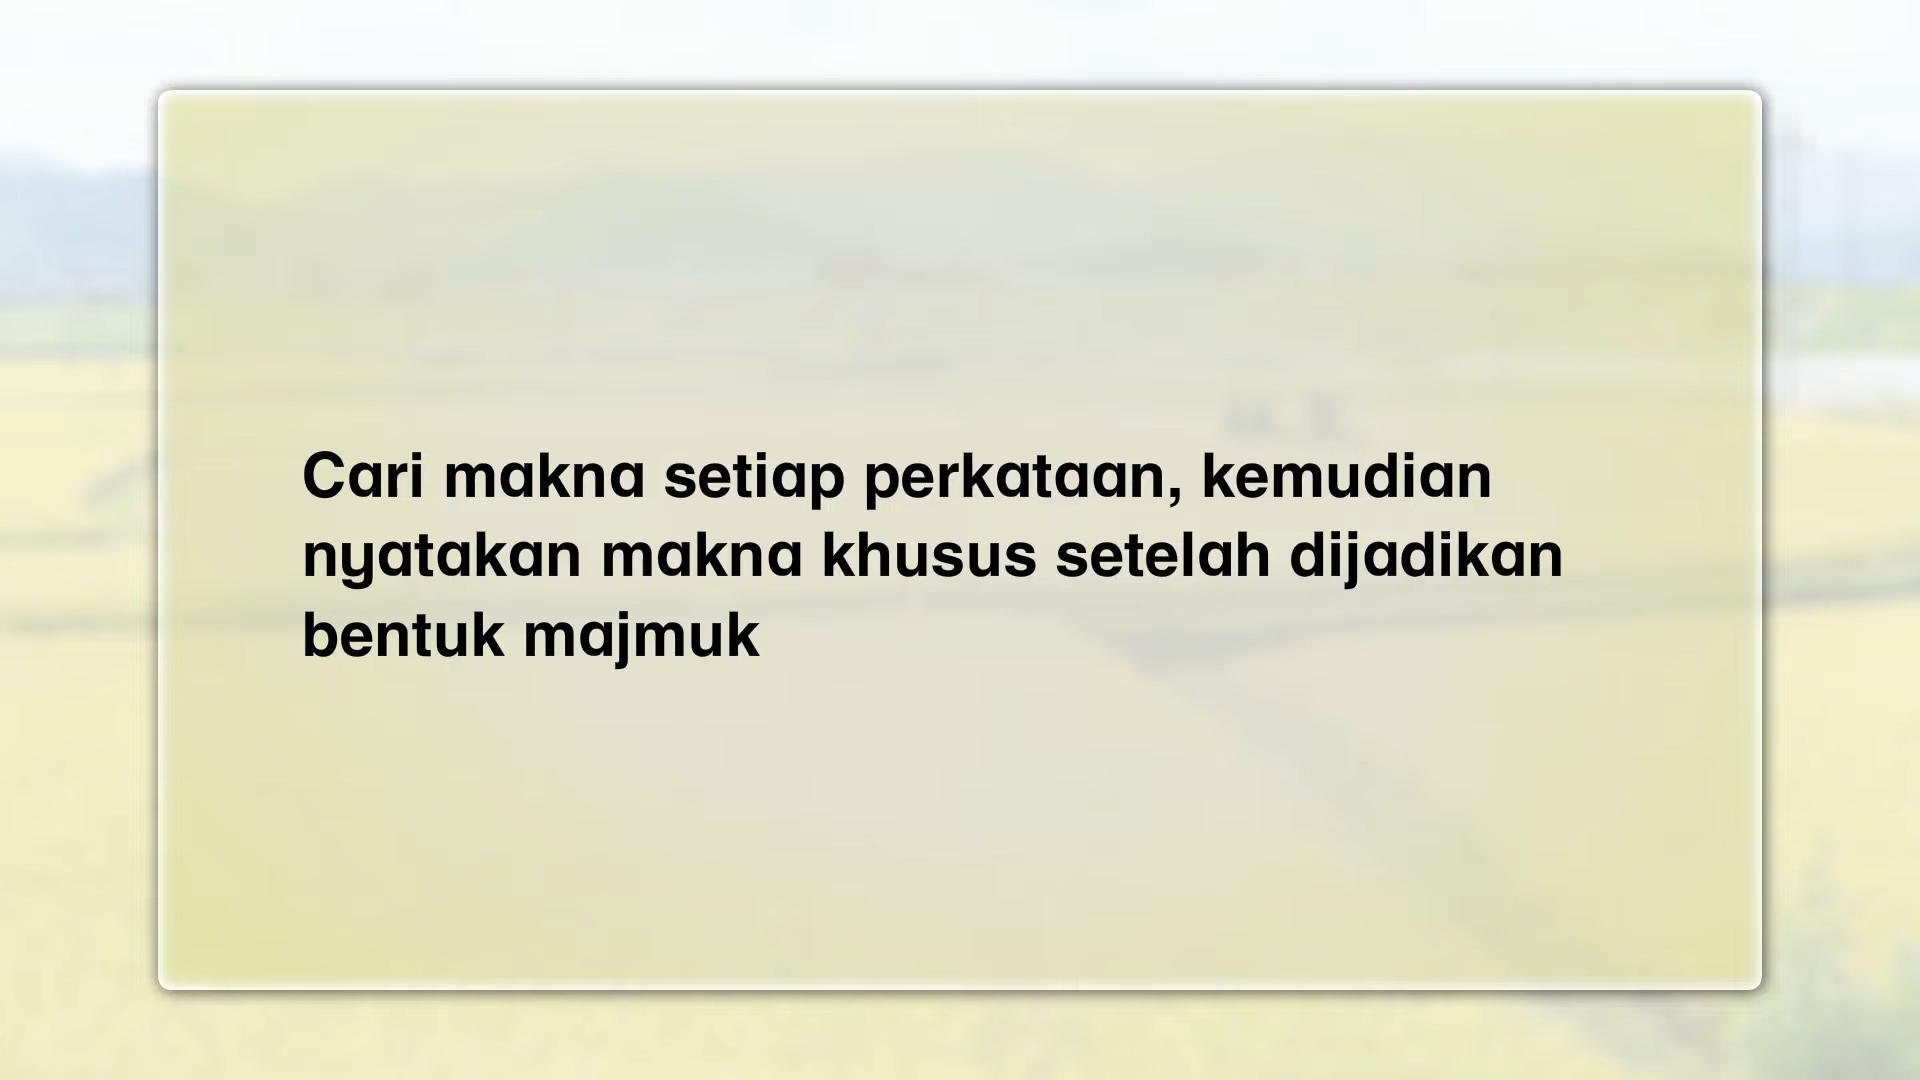 Cari makna setiap perkataan, kemudian
nyatakan makna khusus setelah dijadikan
bentuk majmuk